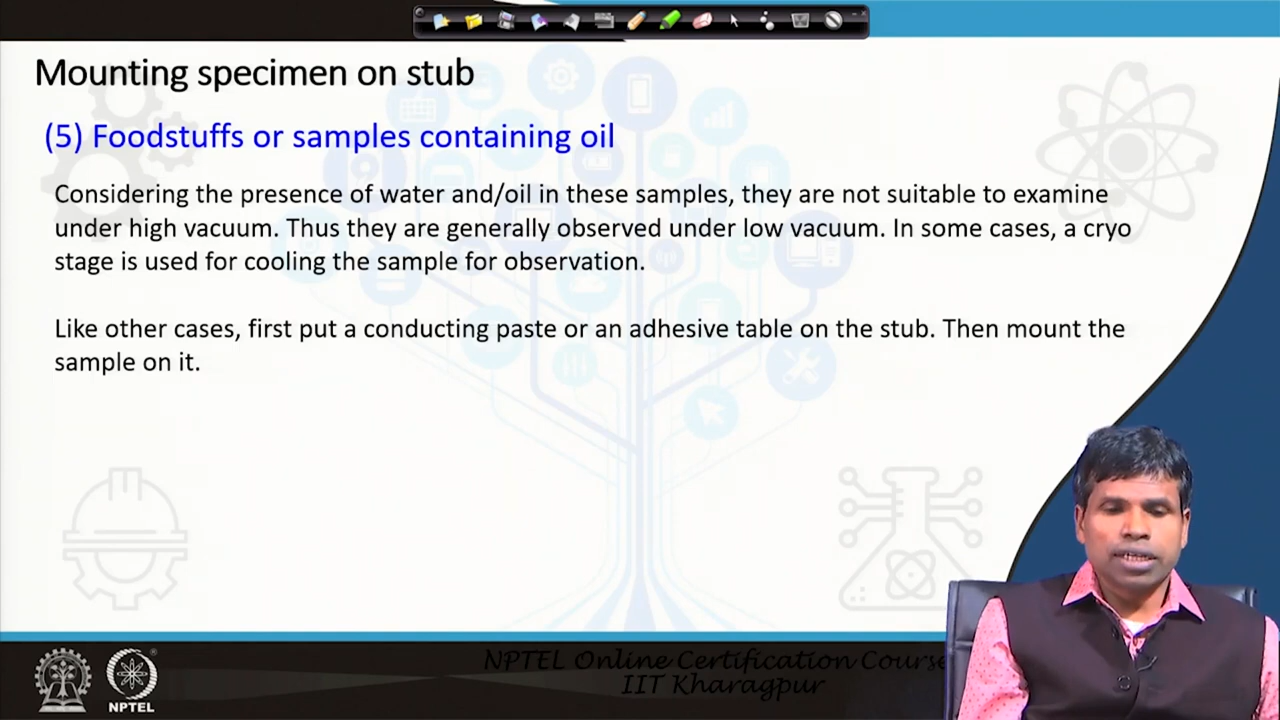 Mounting specimen on stub
(5) Foodstuffs or samples containing oil
Considering the presence of water and/oil in these samples, they are not suitable to examine
under high vacuum. Thus they are generally observed under low vacuum. In some cases, a cryo
stage is used for cooling the sample for observation.
Like other cases, first put a conducting paste or an adhesive table on the stub. Then mount the
sample on it.
NPTEL Online Certification Course
IIT Kharagpur
NPTEL